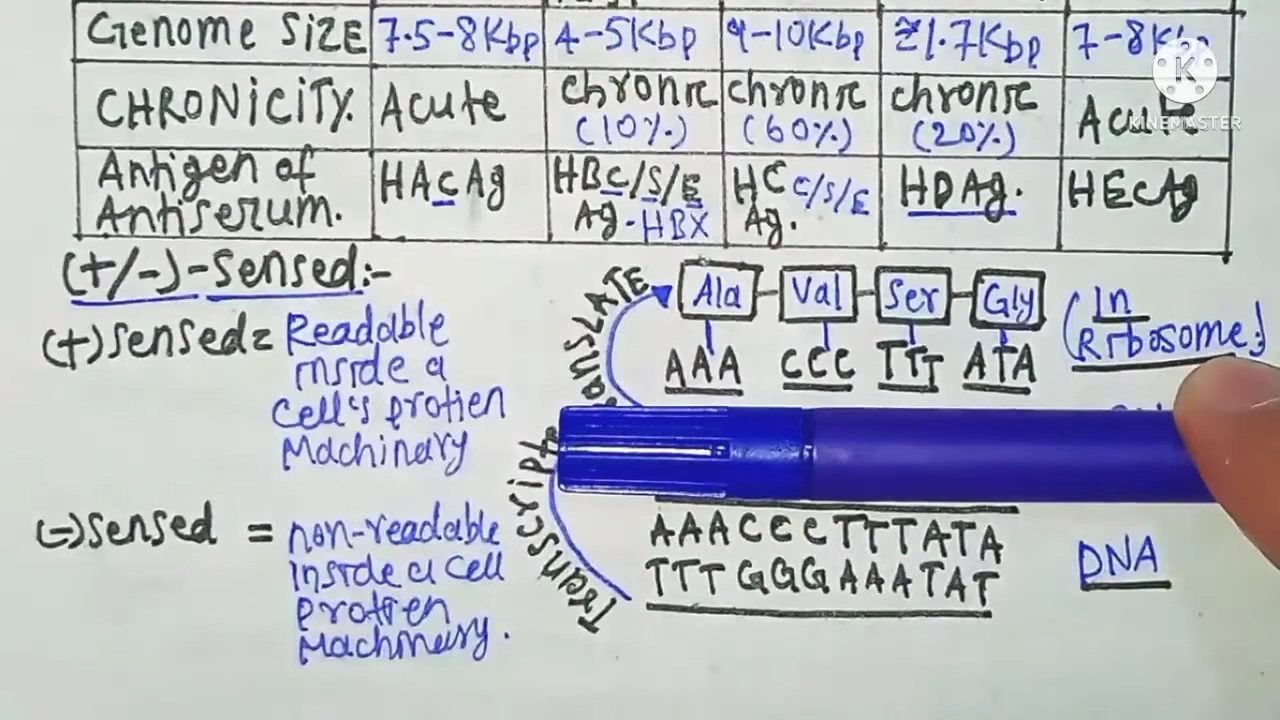 Genome SiZE 7.5-8Kbp 4-5Kbp 9-10Kbp ≈1.7Kbp 7-8Kbp
CHRONiCiTY. Acute chronic (10%) chronic (60%) chronic (20%) Acute
KINEMASTER
Antigen of Antiserum. HAcAg HBC/S/E Ag-HBX HC C/S/E Ag. HDAg. HEcAg
(+/-)-sensed:-
(+)sensed= Readable
inside a
cell's protien
Machinary
TRANSLATE
Ala Val Ser Gly
AAA CCC TTT ATA
(In
Ribosome.)
(-)sensed = non-readable
inside a cell
protien
Machinary.
Transcript
AAACCCTTTATA
TTTGGGAAATAT
DNA